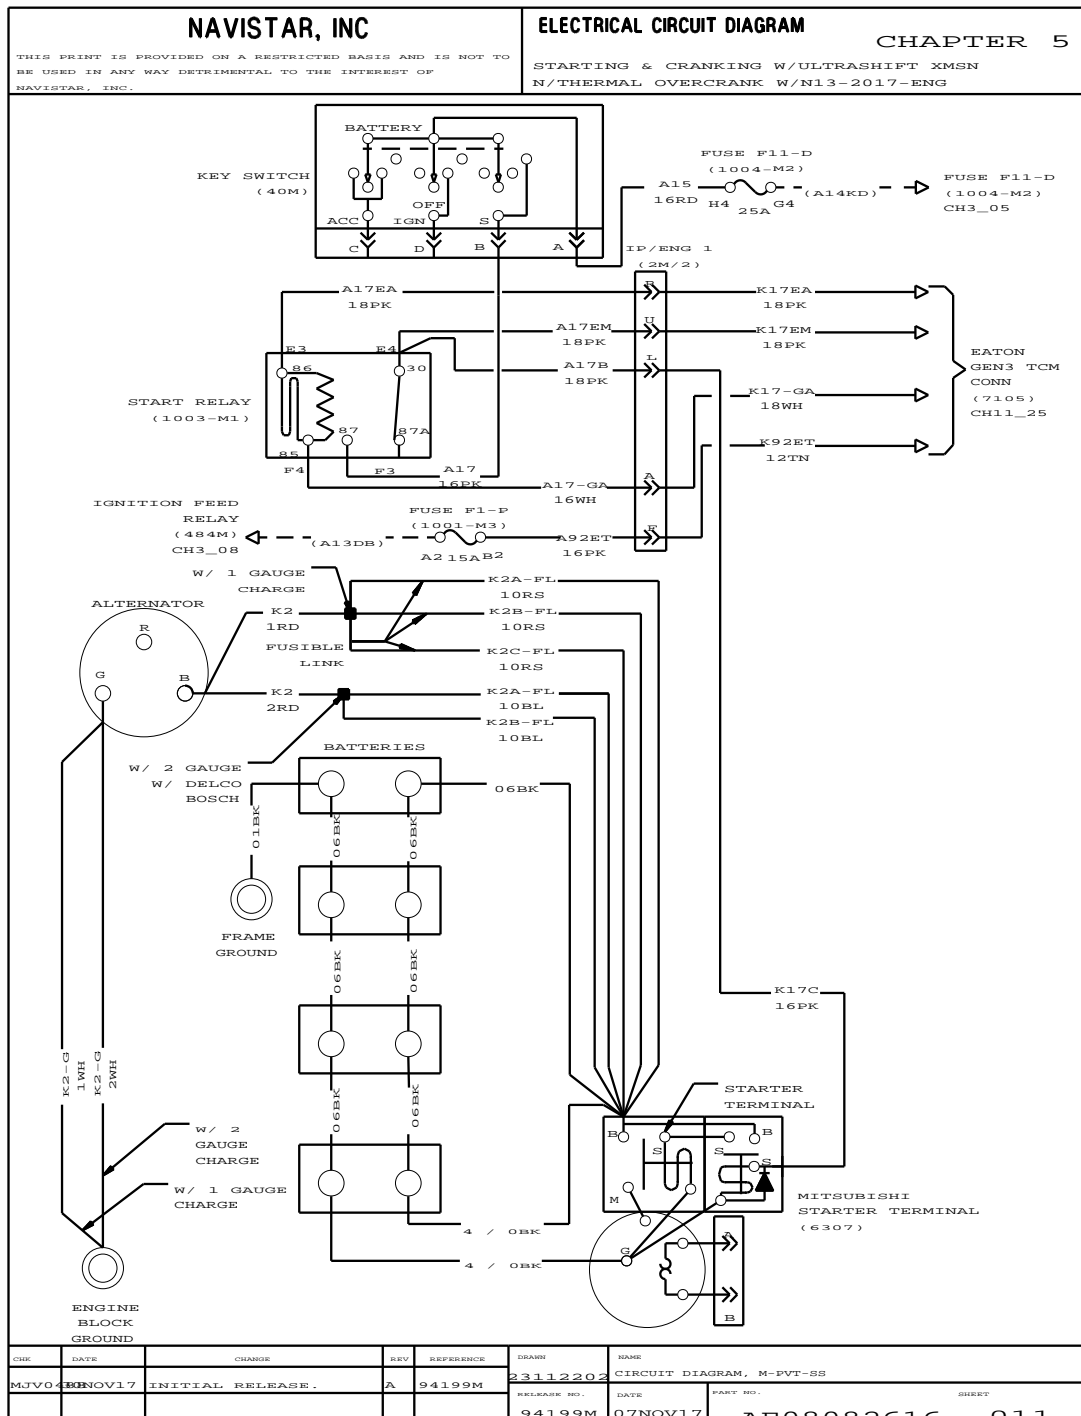 NAVISTAR, INC
THIS PRINT IS PROVIDED ON A RESTRICTED BASIS AND IS NOT TO
BE USED IN ANY WAY DETRIMENTAL TO THE INTEREST OF
NAVISTAR, INC.
ELECTRICAL CIRCUIT DIAGRAM
CHAPTER 5
STARTING & CRANKING W/ULTRASHIFT XMSN
N/THERMAL OVERCRANK W/N13-2017-ENG
BATTERY
KEY SWITCH
(40M)
OFF
ACC
IGN
S
C
D
B
A
FUSE F11-D
(1004-M2)
A15
16RD
H4
25A
G4
(A14KD)
FUSE F11-D
(1004-M2)
CH3_05
IP/ENG 1
(2M/2)
A17EA
18PK
R
K17EA
18PK
A17EM
18PK
U
K17EM
18PK
A17B
18PK
L
EATON
GEN3 TCM
CONN
(7105)
CH11_25
K17-GA
18WH
K92ET
12TN
E3
E4
86
30
START RELAY
(1003-M1)
87
87A
85
F4
F3
A17
16PK
A17-GA
16WH
A
IGNITION FEED
RELAY
(484M)
CH3_08
(A13DB)
FUSE F1-P
(1001-M3)
A2
15A
B2
A92ET
16PK
F
W/ 1 GAUGE
CHARGE
K2A-FL
10RS
ALTERNATOR
R
G
B
K2
1RD
K2B-FL
10RS
FUSIBLE
LINK
K2C-FL
10RS
K2
2RD
K2A-FL
10BL
K2B-FL
10BL
W/ 2 GAUGE
W/ DELCO
BOSCH
BATTERIES
06BK
01BK
06BK
06BK
FRAME
GROUND
06BK
06BK
K17C
16PK
K2-G
1WH
K2-G
2WH
06BK
06BK
STARTER
TERMINAL
B
S
S
B
S
M
G
W/ 2
GAUGE
CHARGE
W/ 1 GAUGE
CHARGE
4 / 0BK
4 / 0BK
MITSUBISHI
STARTER TERMINAL
(6307)
A
B
ENGINE
BLOCK
GROUND
CHK
DATE
CHANGE
REV
REFERENCE
DRAWN
NAME
INITIAL RELEASE.
A
94199M
23112202
CIRCUIT DIAGRAM, M-PVT-SS
RELEASE NO.
DATE
PART NO.
SHEET
94199M
07NOV17